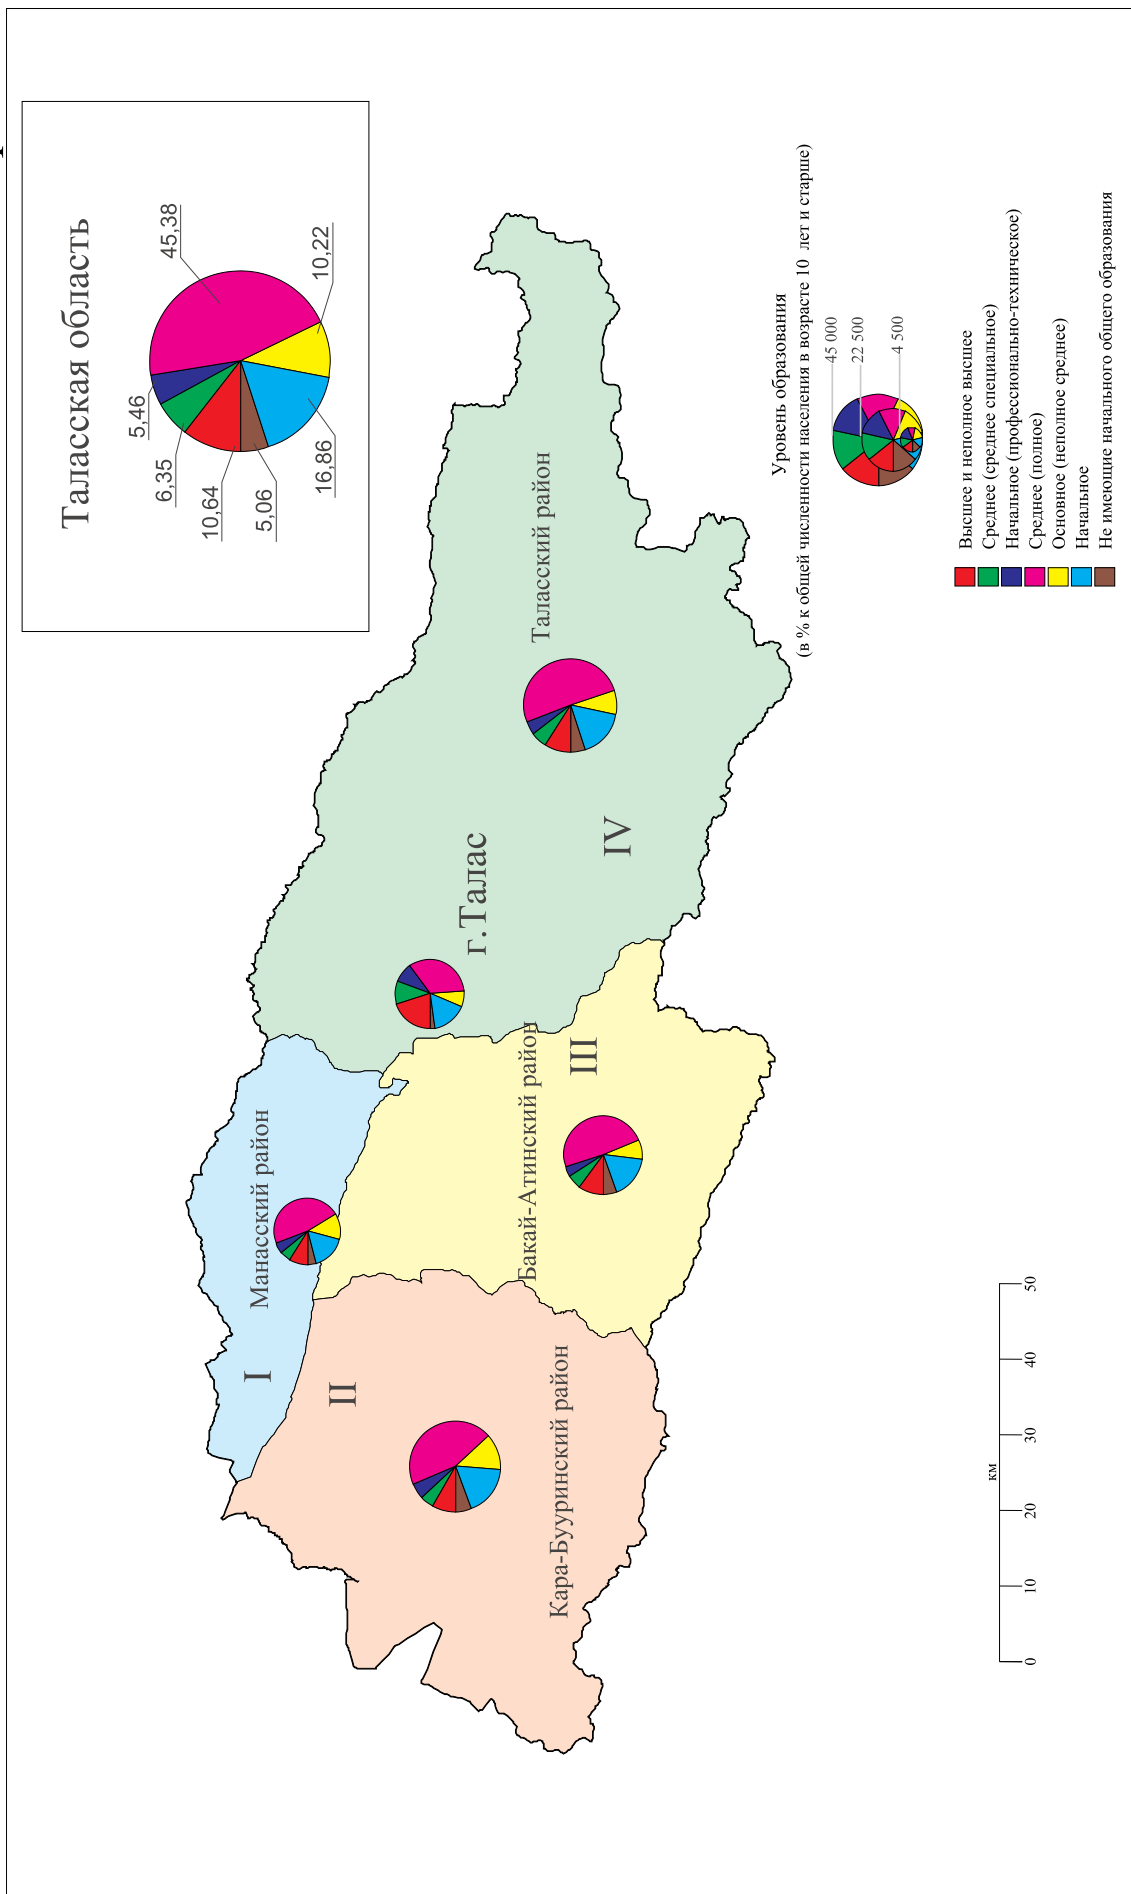 Таласская область
45,38
10,22
5,46
6,35
10,64
5,06
16,86
Манасский район
I
II
г.Талас
Таласский район
Бакай-Атинский район
III
IV
Кара-Бууринский район
Уровень образования
(в % к общей численности населения в возрасте 10 лет и старше)
45 000
22 500
4 500
Высшее и неполное высшее
Среднее (среднее специальное)
Начальное (профессионально-техническое)
Среднее (полное)
Основное (неполное среднее)
Начальное
Не имеющие начального общего образования
км
0 10 20 30 40 50